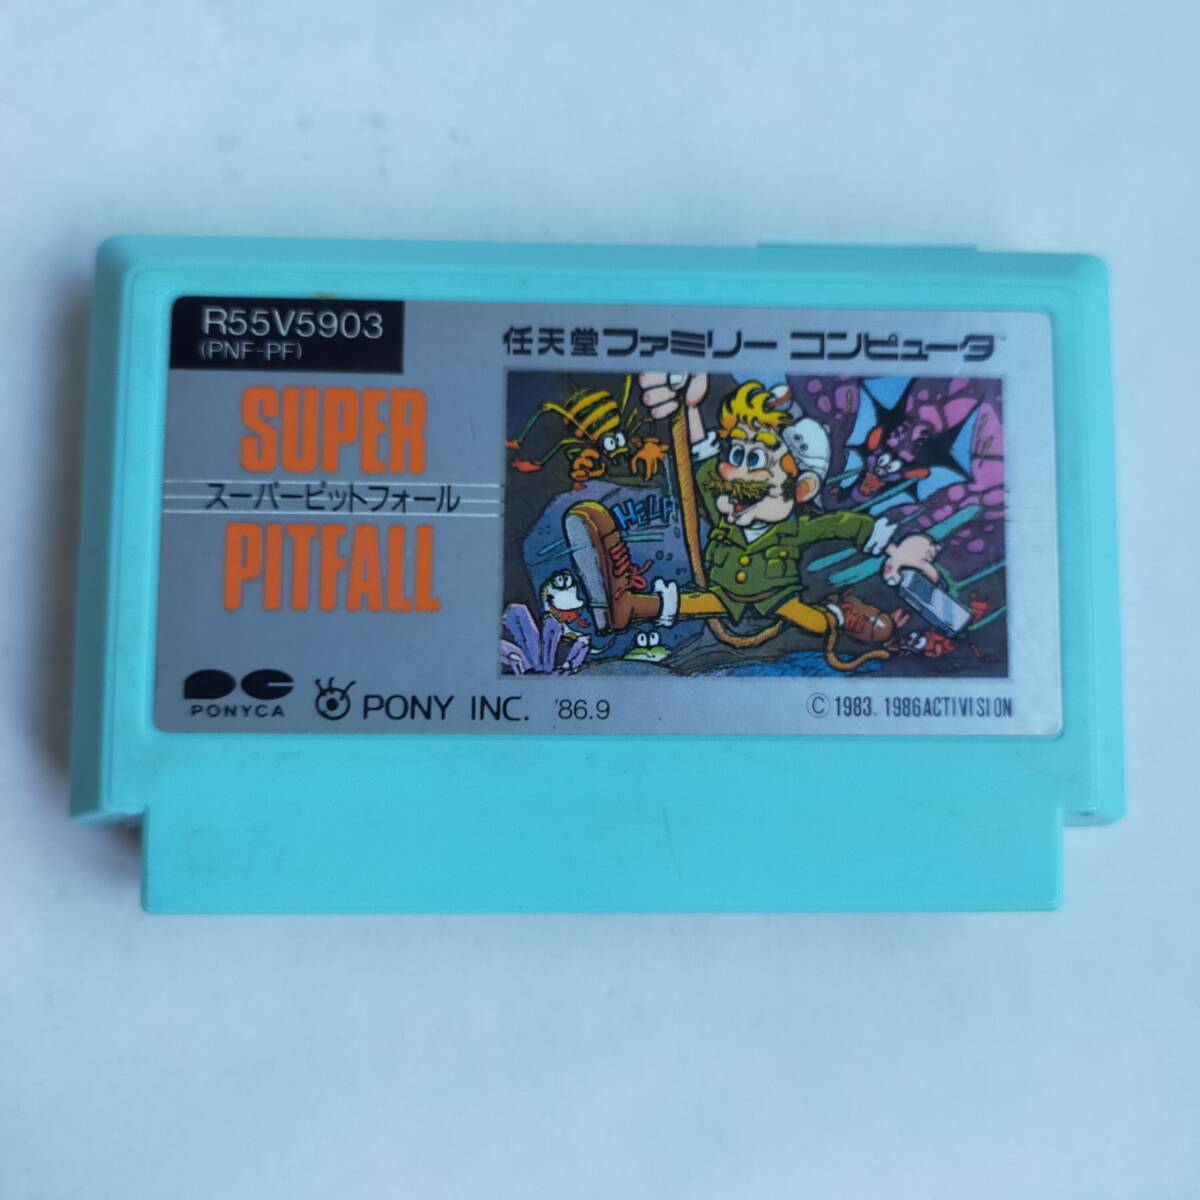 R55V5903
(PNF-PF)
任天堂ファミリーコンピュータ™
SUPER
スーパーピットフォール
PITFALL
HELP!
PONYCA
PONY INC. '86.9
© 1983. 1986 ACTIVISION